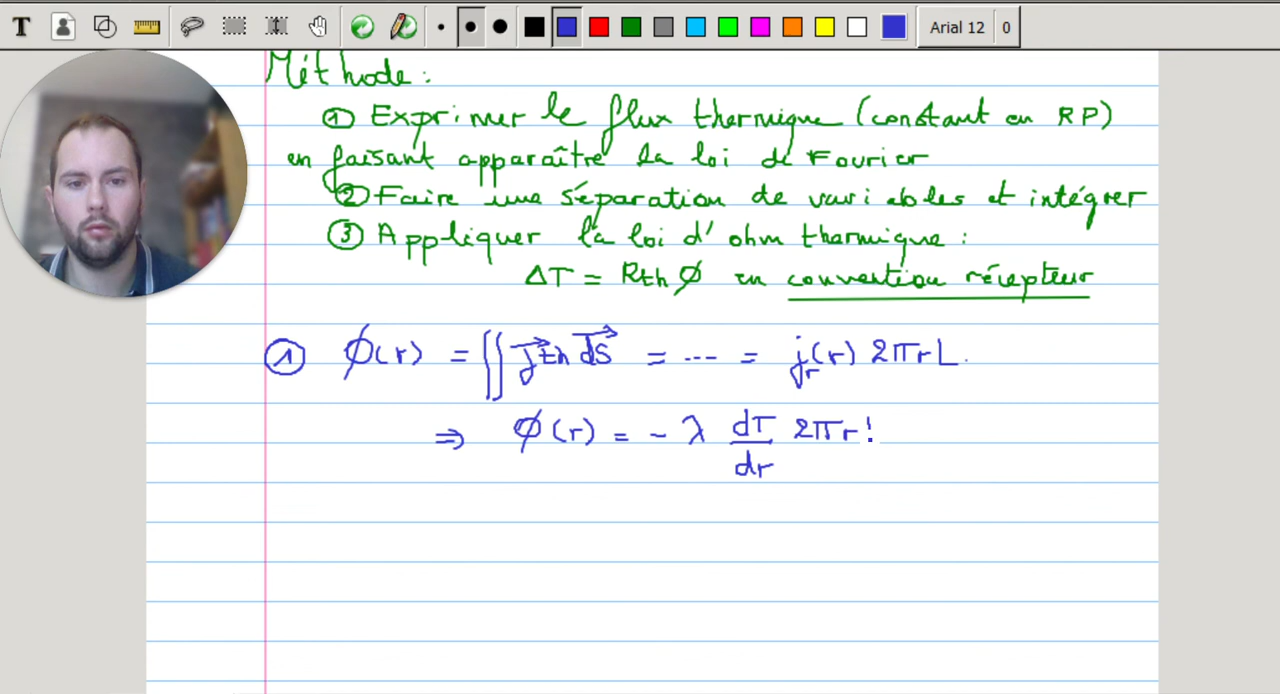 T Arial 12 0
Méthode :
① Exprimer le flux thermique (constant en RP)
en faisant apparaître la loi de Fourier
② Faire une séparation de variables et intégrer
③ Appliquer la loi d'ohm thermique :
ΔT = Rth ϕ en convention récepteur
① ϕ(r) = ∬ j⃗th dS⃗ = ... = jr(r) 2πrL.
⇒ ϕ(r) = - λ dT/dr 2πr